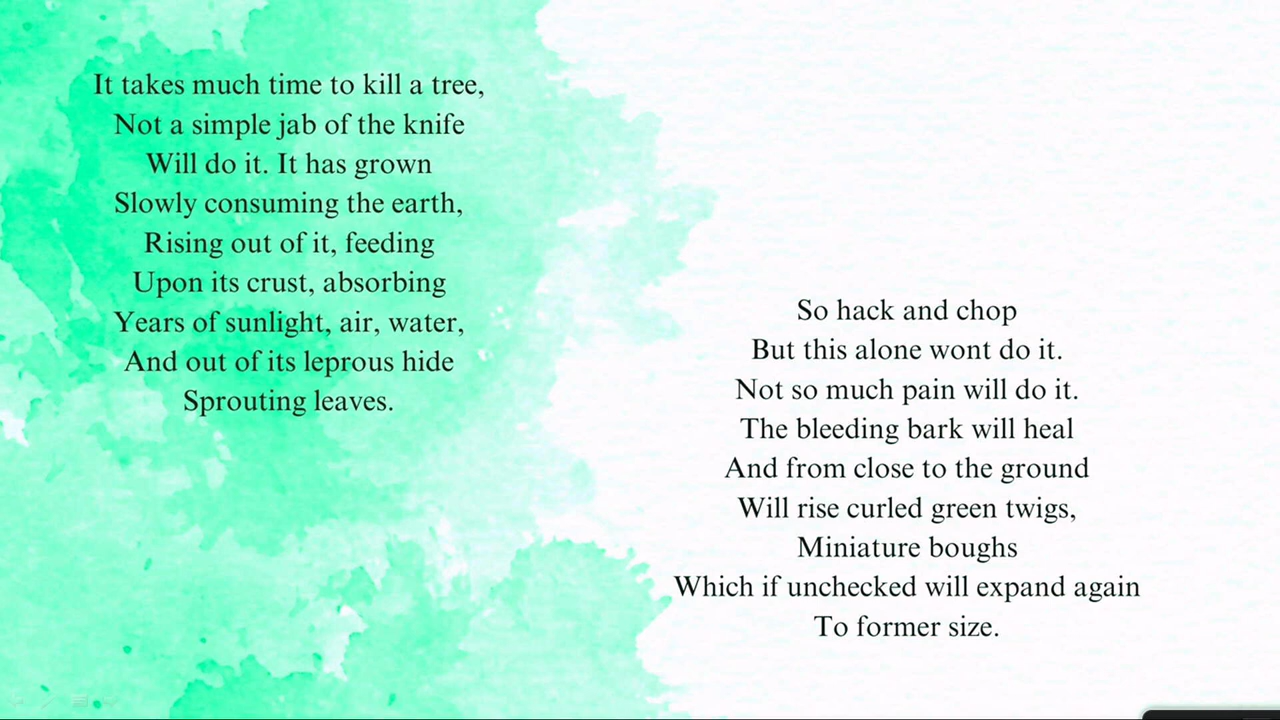 It takes much time to kill a tree,
Not a simple jab of the knife
Will do it. It has grown
Slowly consuming the earth,
Rising out of it, feeding
Upon its crust, absorbing
Years of sunlight, air, water,
And out of its leprous hide
Sprouting leaves.
So hack and chop
But this alone wont do it.
Not so much pain will do it.
The bleeding bark will heal
And from close to the ground
Will rise curled green twigs,
Miniature boughs
Which if unchecked will expand again
To former size.